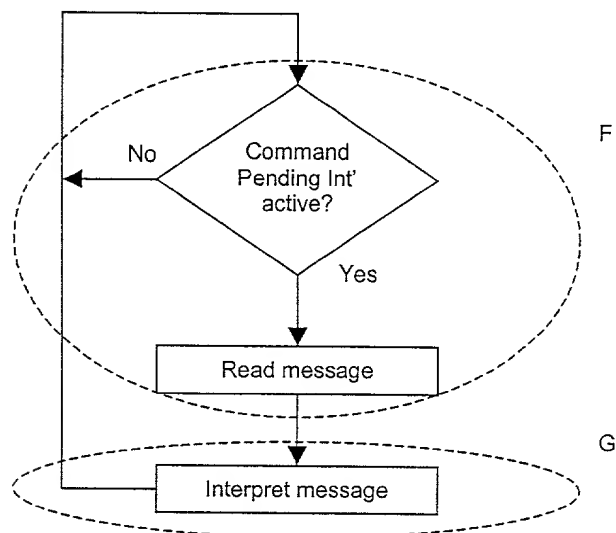 F
No
Command
Pending Int'
active?
Yes
Read message
G
Interpret message